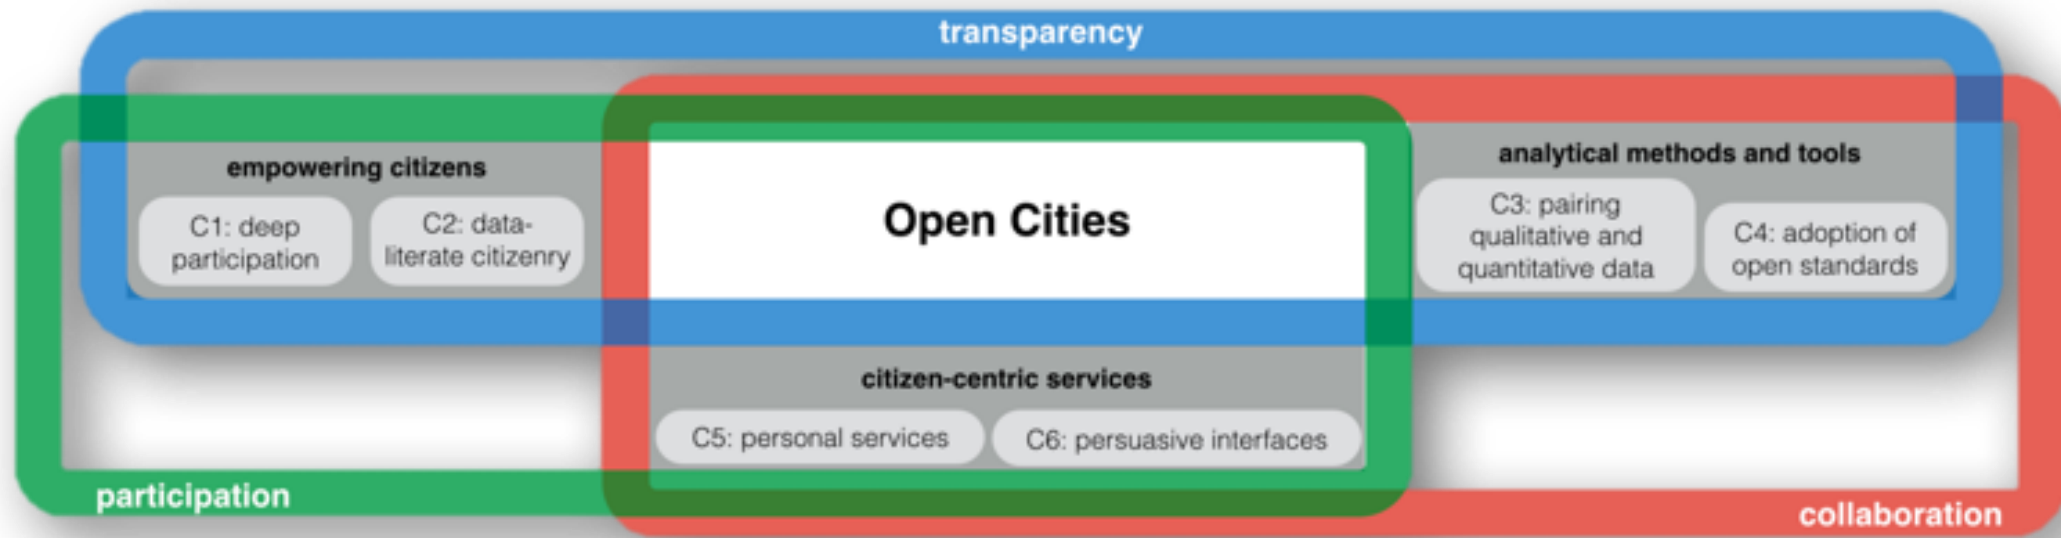 transparency
empowering citizens
C1: deep
participation
C2: data-
literate citizenry
Open Cities
analytical methods and tools
C3: pairing
qualitative and
quantitative data
C4: adoption of
open standards
citizen-centric services
C5: personal services
C6: persuasive interfaces
participation
collaboration